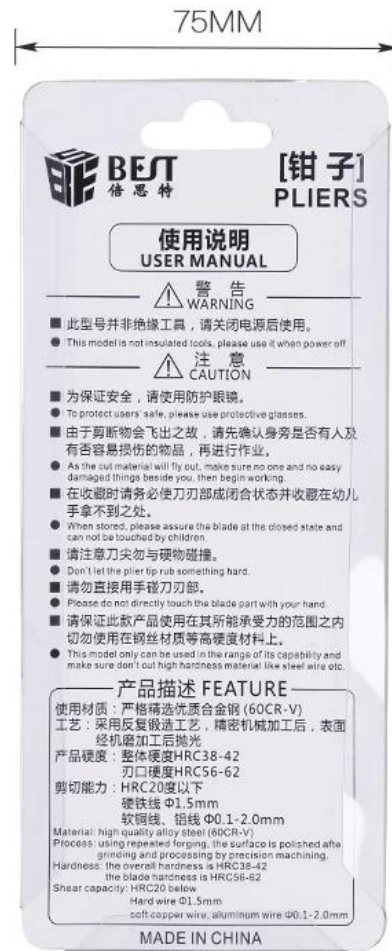 75MM
BEST
倍思特
[钳子]
PLIERS
使用说明
USER MANUAL
警 告
WARNING
■ 此型号并非绝缘工具，请关闭电源后使用。
● This model is not insulated tools, please use it when power off
注 意
CAUTION
■ 为保证安全，请使用防护眼镜。
● To protect users' safe, please use protective glasses.
■ 由于剪断物会飞出之故，请先确认身旁是否有人及
有否容易损伤的物品，再进行作业。
● As the cut material will fly out, make sure no one and no easy
damaged things beside you, then begin working.
■ 在收藏时请务必使刀刃部成闭合状态并收藏在幼儿
手拿不到之处。
● When stored, please assure the blade at the closed state and
can not be touched by children.
■ 请注意刀尖勿与硬物碰撞。
● Don't let the plier tip rub something hard.
■ 请勿直接用手碰刀刃部。
● Please do not directly touch the blade part with your hand.
■ 请保证此款产品使用在其所能承受力的范围之内
切勿使用在钢丝材质等高硬度材料上。
● This model only can be used in the range of its capability and
make sure don't cut high hardness material like steel wire etc.
产品描述 FEATURE
使用材质：严格精选优质合金钢 (60CR-V)
工艺：采用反复锻造工艺，精密机械加工后，表面
经机磨加工后抛光
产品硬度：整体硬度HRC38-42
刃口硬度HRC56-62
剪切能力：HRC20度以下
硬铁线 Φ1.5mm
软铜线、铝线 Φ0.1-2.0mm
Material: high quality alloy steel (60CR-V)
Process: using repeated forging, the surface is polished afte
grinding and processing by precision machining.
Hardness: the overall hardness is HRC38-42
the blade hardness is HRC56-62
Shear capacity: HRC20 below
Hard wire Φ1.5mm
soft copper wire, aluminum wire Φ0.1-2.0mm
MADE IN CHINA